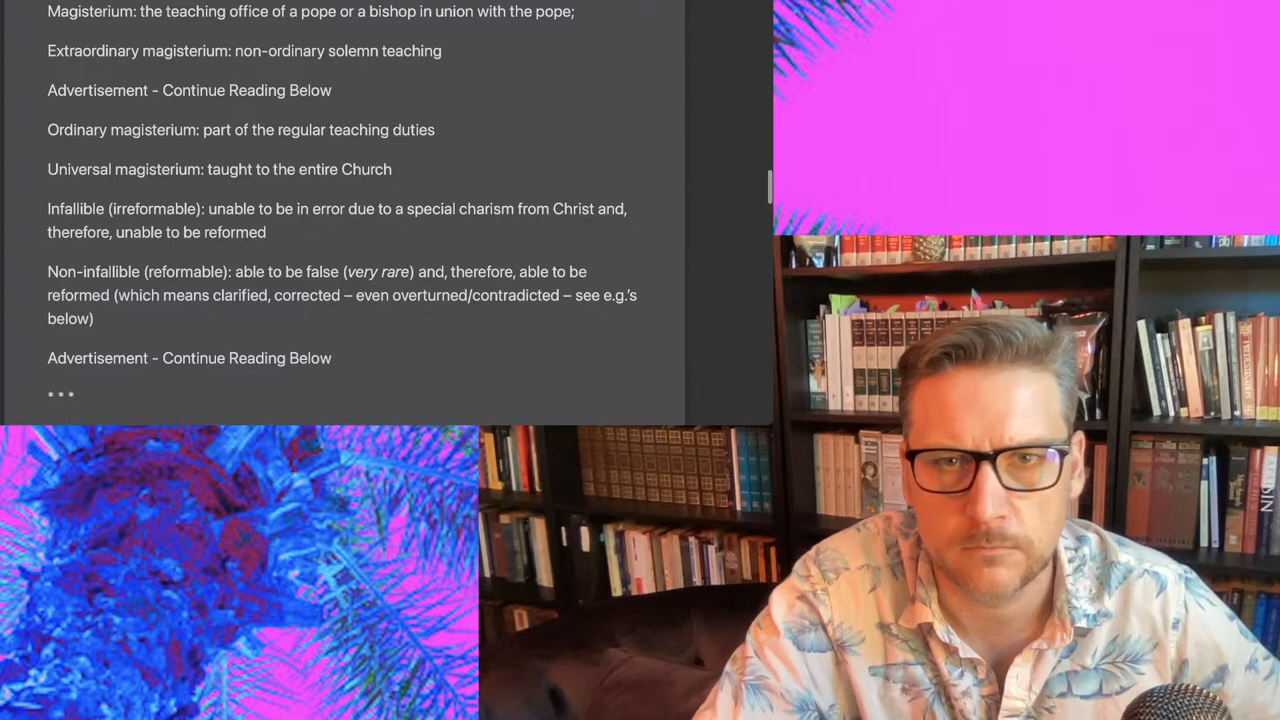 Magisterium: the teaching office of a pope or a bishop in union with the pope;
Extraordinary magisterium: non-ordinary solemn teaching
Advertisement - Continue Reading Below
Ordinary magisterium: part of the regular teaching duties
Universal magisterium: taught to the entire Church
Infallible (irreformable): unable to be in error due to a special charism from Christ and,
therefore, unable to be reformed
Non-infallible (reformable): able to be false (very rare) and, therefore, able to be
reformed (which means clarified, corrected – even overturned/contradicted – see e.g.'s
below)
Advertisement - Continue Reading Below
* * *